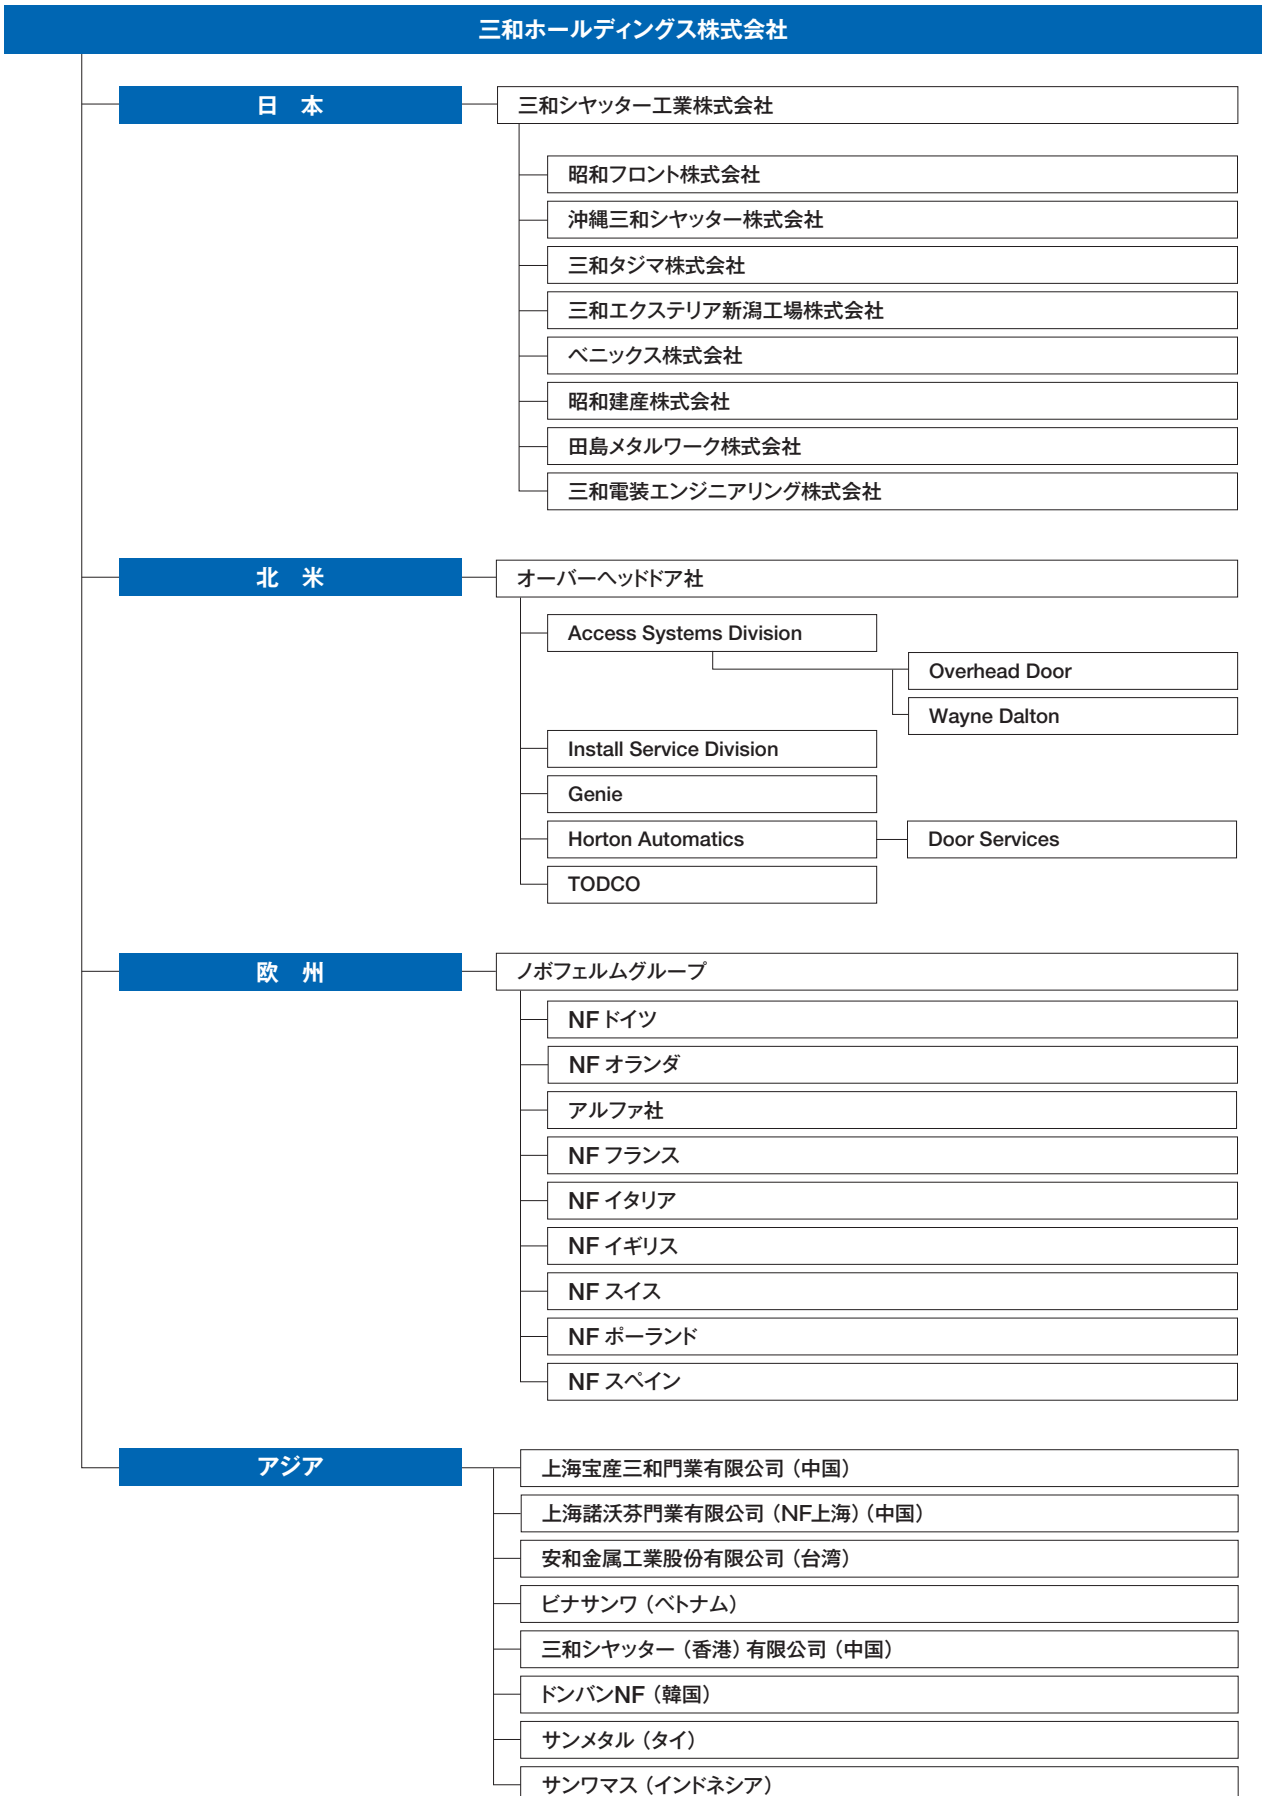 三和ホールディングス株式会社
日 本
三和シヤッター工業株式会社
昭和フロント株式会社
沖縄三和シヤッター株式会社
三和タジマ株式会社
三和エクステリア新潟工場株式会社
ベニックス株式会社
昭和建産株式会社
田島メタルワーク株式会社
三和電装エンジニアリング株式会社
北 米
オーバーヘッドドア社
Access Systems Division
Overhead Door
Wayne Dalton
Install Service Division
Genie
Horton Automatics
Door Services
TODCO
欧 州
ノボフェルムグループ
NF ドイツ
NF オランダ
アルファ社
NF フランス
NF イタリア
NF イギリス
NF スイス
NF ポーランド
NF スペイン
アジア
上海宝産三和門業有限公司（中国）
上海諾沃芬門業有限公司（NF上海）（中国）
安和金属工業股份有限公司（台湾）
ビナサンワ（ベトナム）
三和シヤッター（香港）有限公司（中国）
ドンバンNF（韓国）
サンメタル（タイ）
サンワマス（インドネシア）